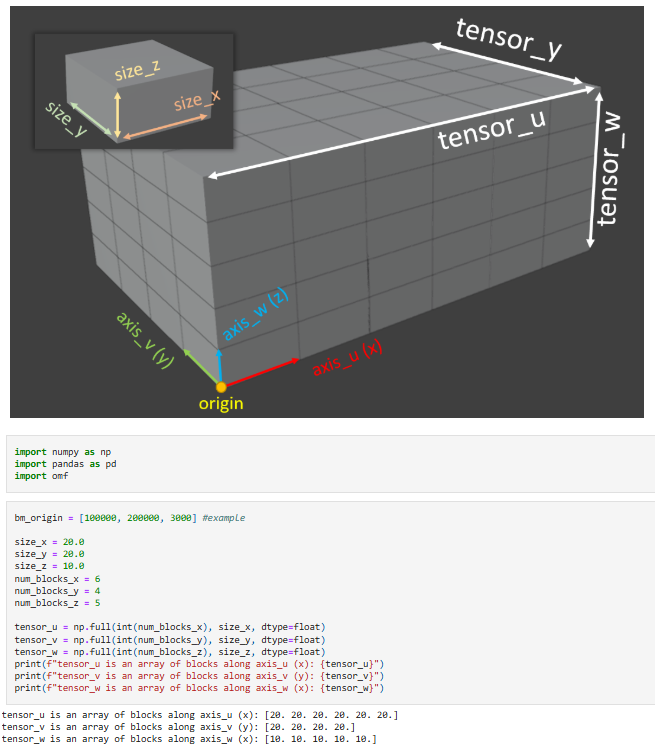 tensor_y
size_z
size_x
size_y
tensor_u
tensor_w
axis_w (z)
axis_v (y)
axis_u (x)
origin
import numpy as np
import pandas as pd
import omf
bm_origin = [100000, 200000, 3000] #example
size_x = 20.0
size_y = 20.0
size_z = 10.0
num_blocks_x = 6
num_blocks_y = 4
num_blocks_z = 5
tensor_u = np.full(int(num_blocks_x), size_x, dtype=float)
tensor_v = np.full(int(num_blocks_y), size_y, dtype=float)
tensor_w = np.full(int(num_blocks_z), size_z, dtype=float)
print(f"tensor_u is an array of blocks along axis_u (x): {tensor_u}")
print(f"tensor_v is an array of blocks along axis_v (y): {tensor_v}")
print(f"tensor_w is an array of blocks along axis_w (x): {tensor_w}")
tensor_u is an array of blocks along axis_u (x): [20. 20. 20. 20. 20. 20.]
tensor_v is an array of blocks along axis_v (y): [20. 20. 20. 20.]
tensor_w is an array of blocks along axis_w (x): [10. 10. 10. 10. 10.]